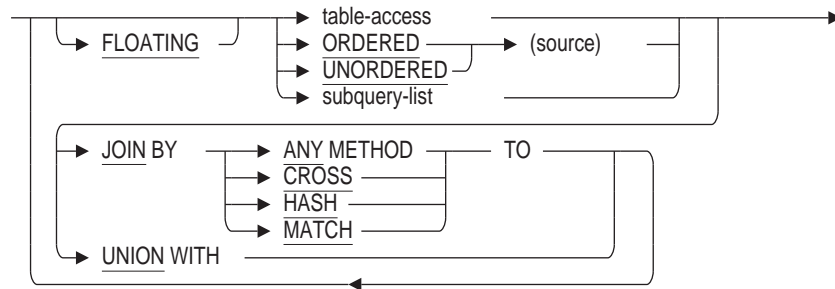 table-access
FLOATING ORDERED (source)
UNORDERED
subquery-list
JOIN BY ANY METHOD TO
CROSS
HASH
MATCH
UNION WITH